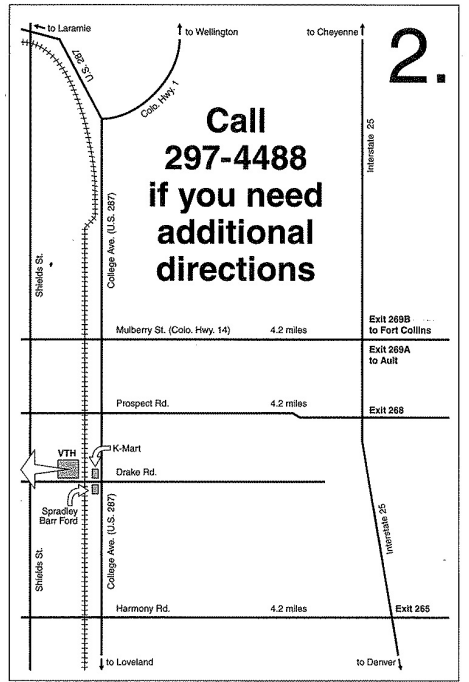 to Laramie
to Wellington
to Cheyenne
2.
U.S. 287
Colo. Hwy. 1
Call
297-4488
if you need
additional
directions
Interstate 25
Shields St.
College Ave. (U.S. 287)
Mulberry St. (Colo. Hwy. 14)
4.2 miles
Exit 269B
to Fort Collins
Exit 269A
to Ault
Prospect Rd.
4.2 miles
Exit 268
VTH
K-Mart
Drake Rd.
Spradley
Barr Ford
Shields St.
College Ave. (U.S. 287)
Interstate 25
Harmony Rd.
4.2 miles
Exit 265
to Loveland
to Denver